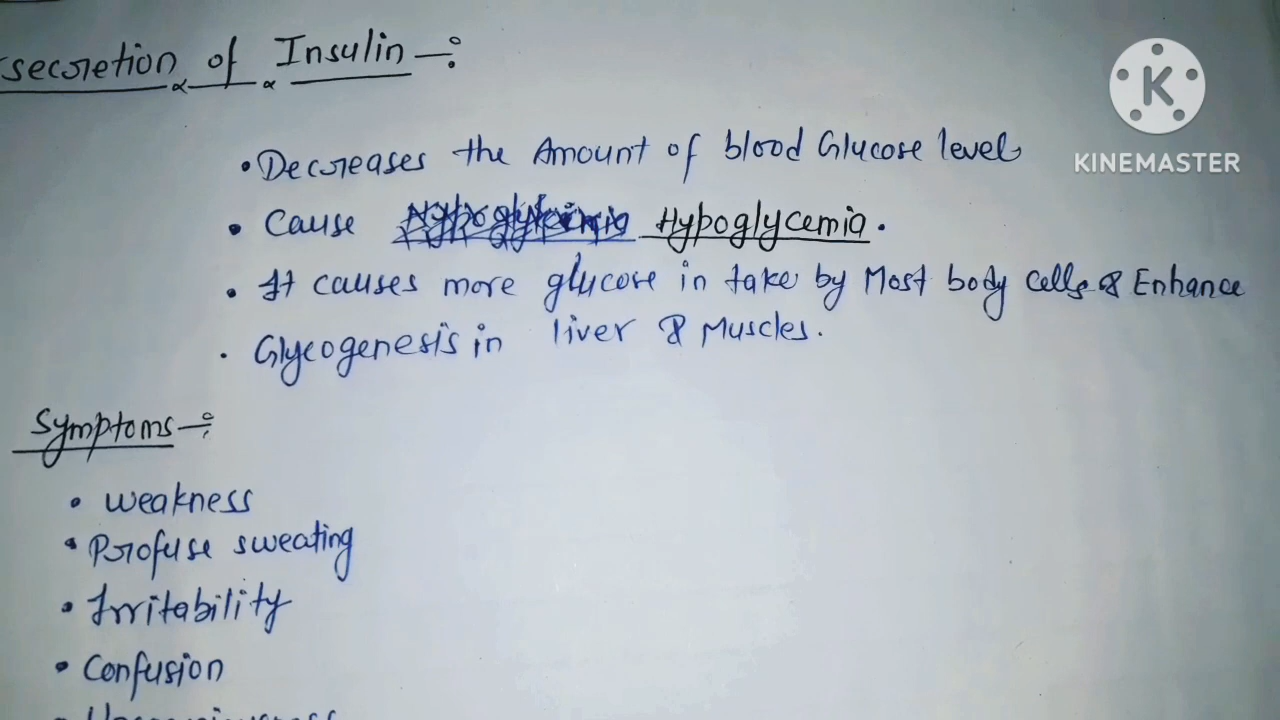 secretion of Insulin -:
K
KINEMASTER
• Decreases the Amount of blood Glucose level
• Cause Hypoglycemia.
• It causes more glucose in take by Most body cells & Enhance
• Glycogenesis in liver & Muscles.
Symptoms -:
• Weakness
• Profuse sweating
• Irritability
• Confusion